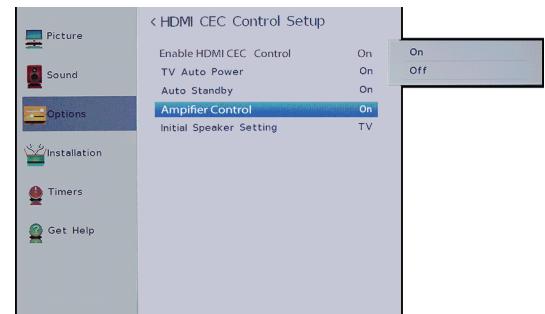 < HDMI CEC Control Setup
Picture
Sound
Options
Installation
Timers
Get Help
Enable HDMI CEC Control On
TV Auto Power On
Auto Standby On
Ampifier Control On
Initial Speaker Setting TV
On
Off